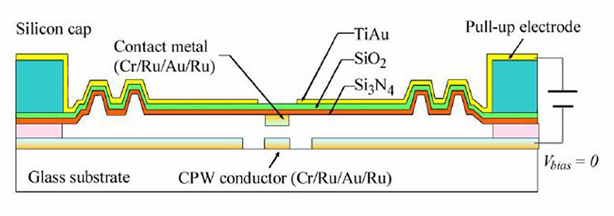 Silicon cap
Contact metal
(Cr/Ru/Au/Ru)
TiAu
SiO2
Si3N4
Pull-up electrode
Vbias = 0
Glass substrate
CPW conductor (Cr/Ru/Au/Ru)